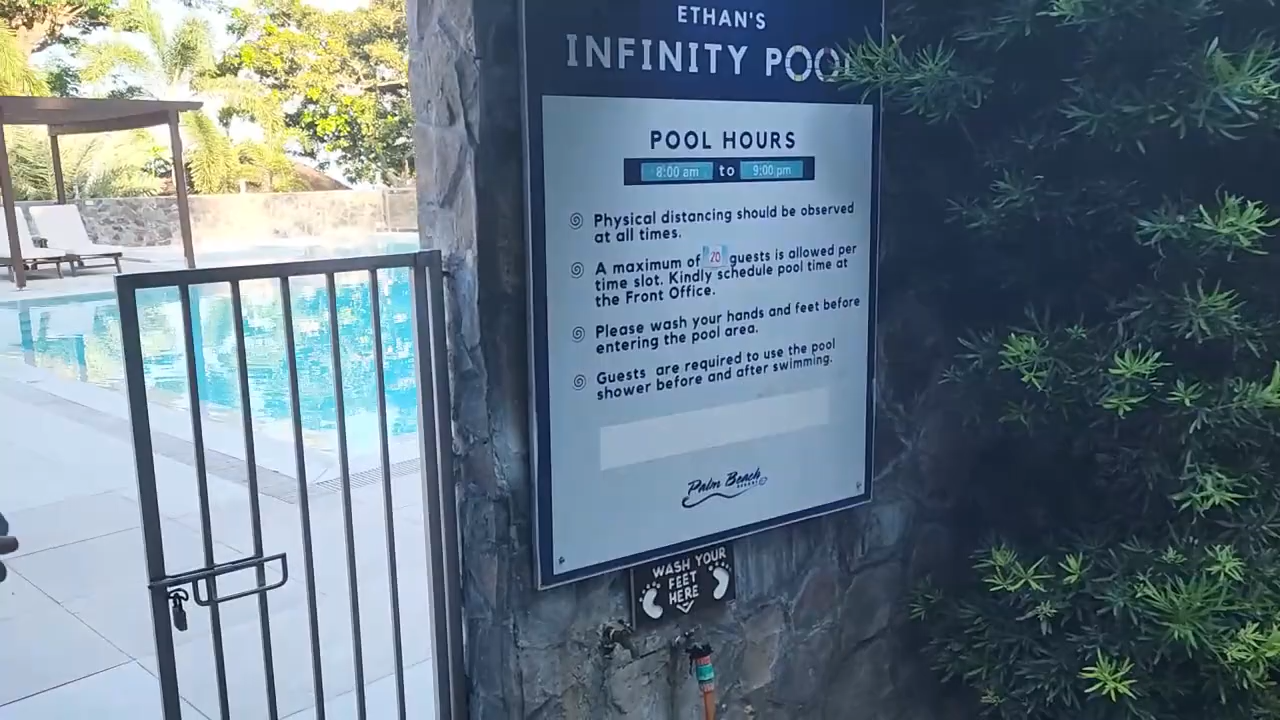 ETHAN'S
INFINITY POOL
POOL HOURS
8:00 am to 9:00 pm
Physical distancing should be observed
at all times.
A maximum of 20 guests is allowed per
time slot. Kindly schedule pool time at
the Front Office.
Please wash your hands and feet before
entering the pool area.
Guests are required to use the pool
shower before and after swimming.
Palm Beach
WASH YOUR
FEET
HERE